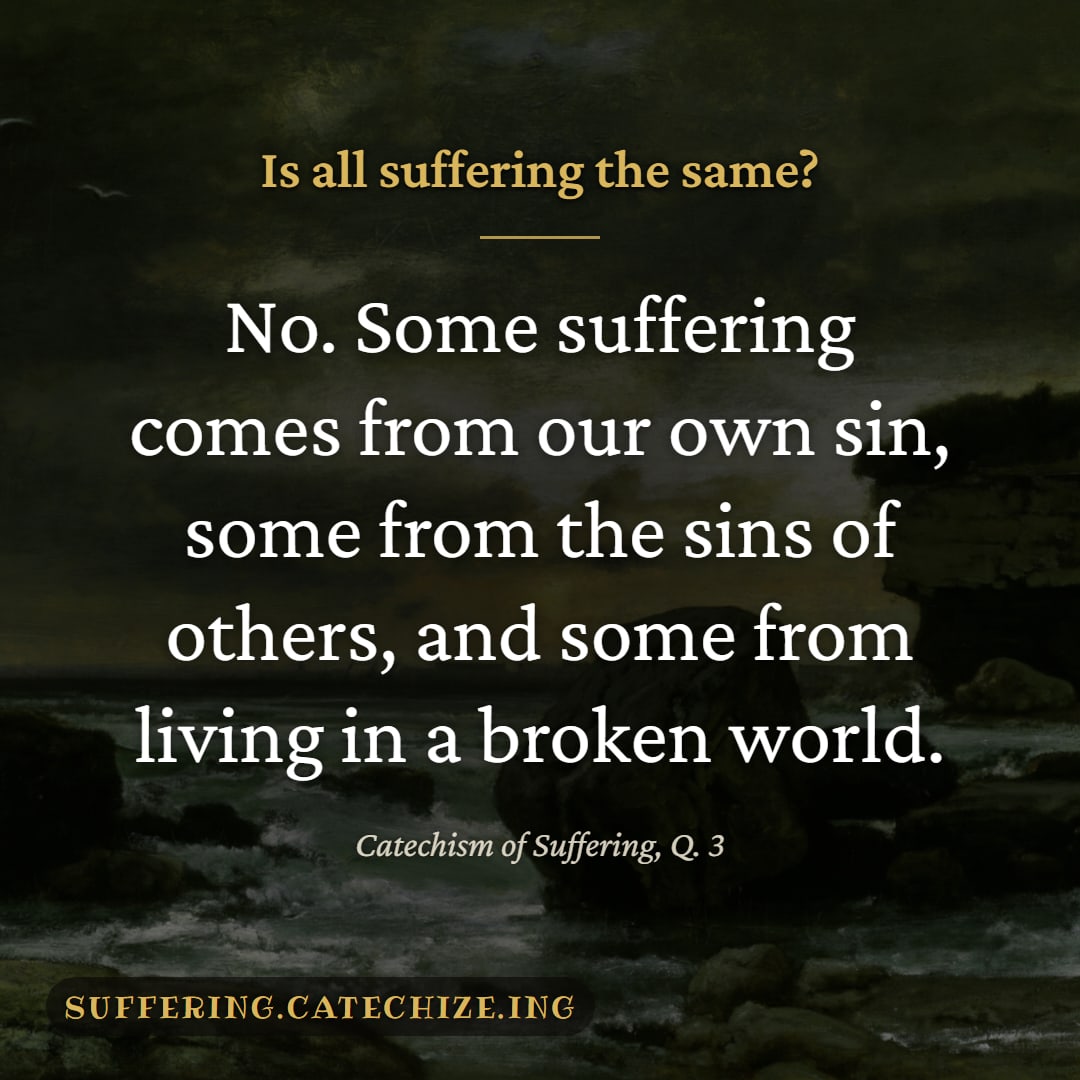 Is all suffering the same?
No. Some suffering
comes from our own sin,
some from the sins of
others, and some from
living in a broken world.
Catechism of Suffering, Q. 3
SUFFERING.CATECHIZE.ING